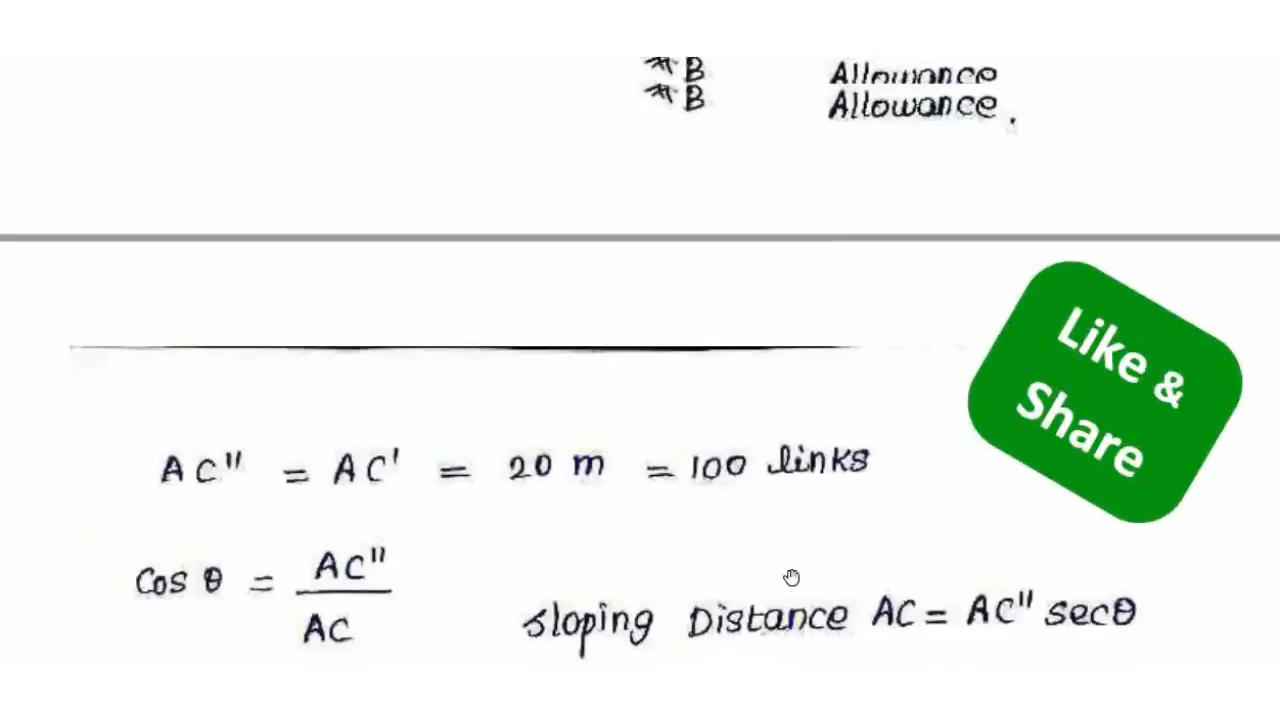 B Allowance
B Allowance.
Like &
Share
AC" = AC' = 20 m = 100 links
Cos θ = AC" / AC
sloping Distance AC = AC" secθ